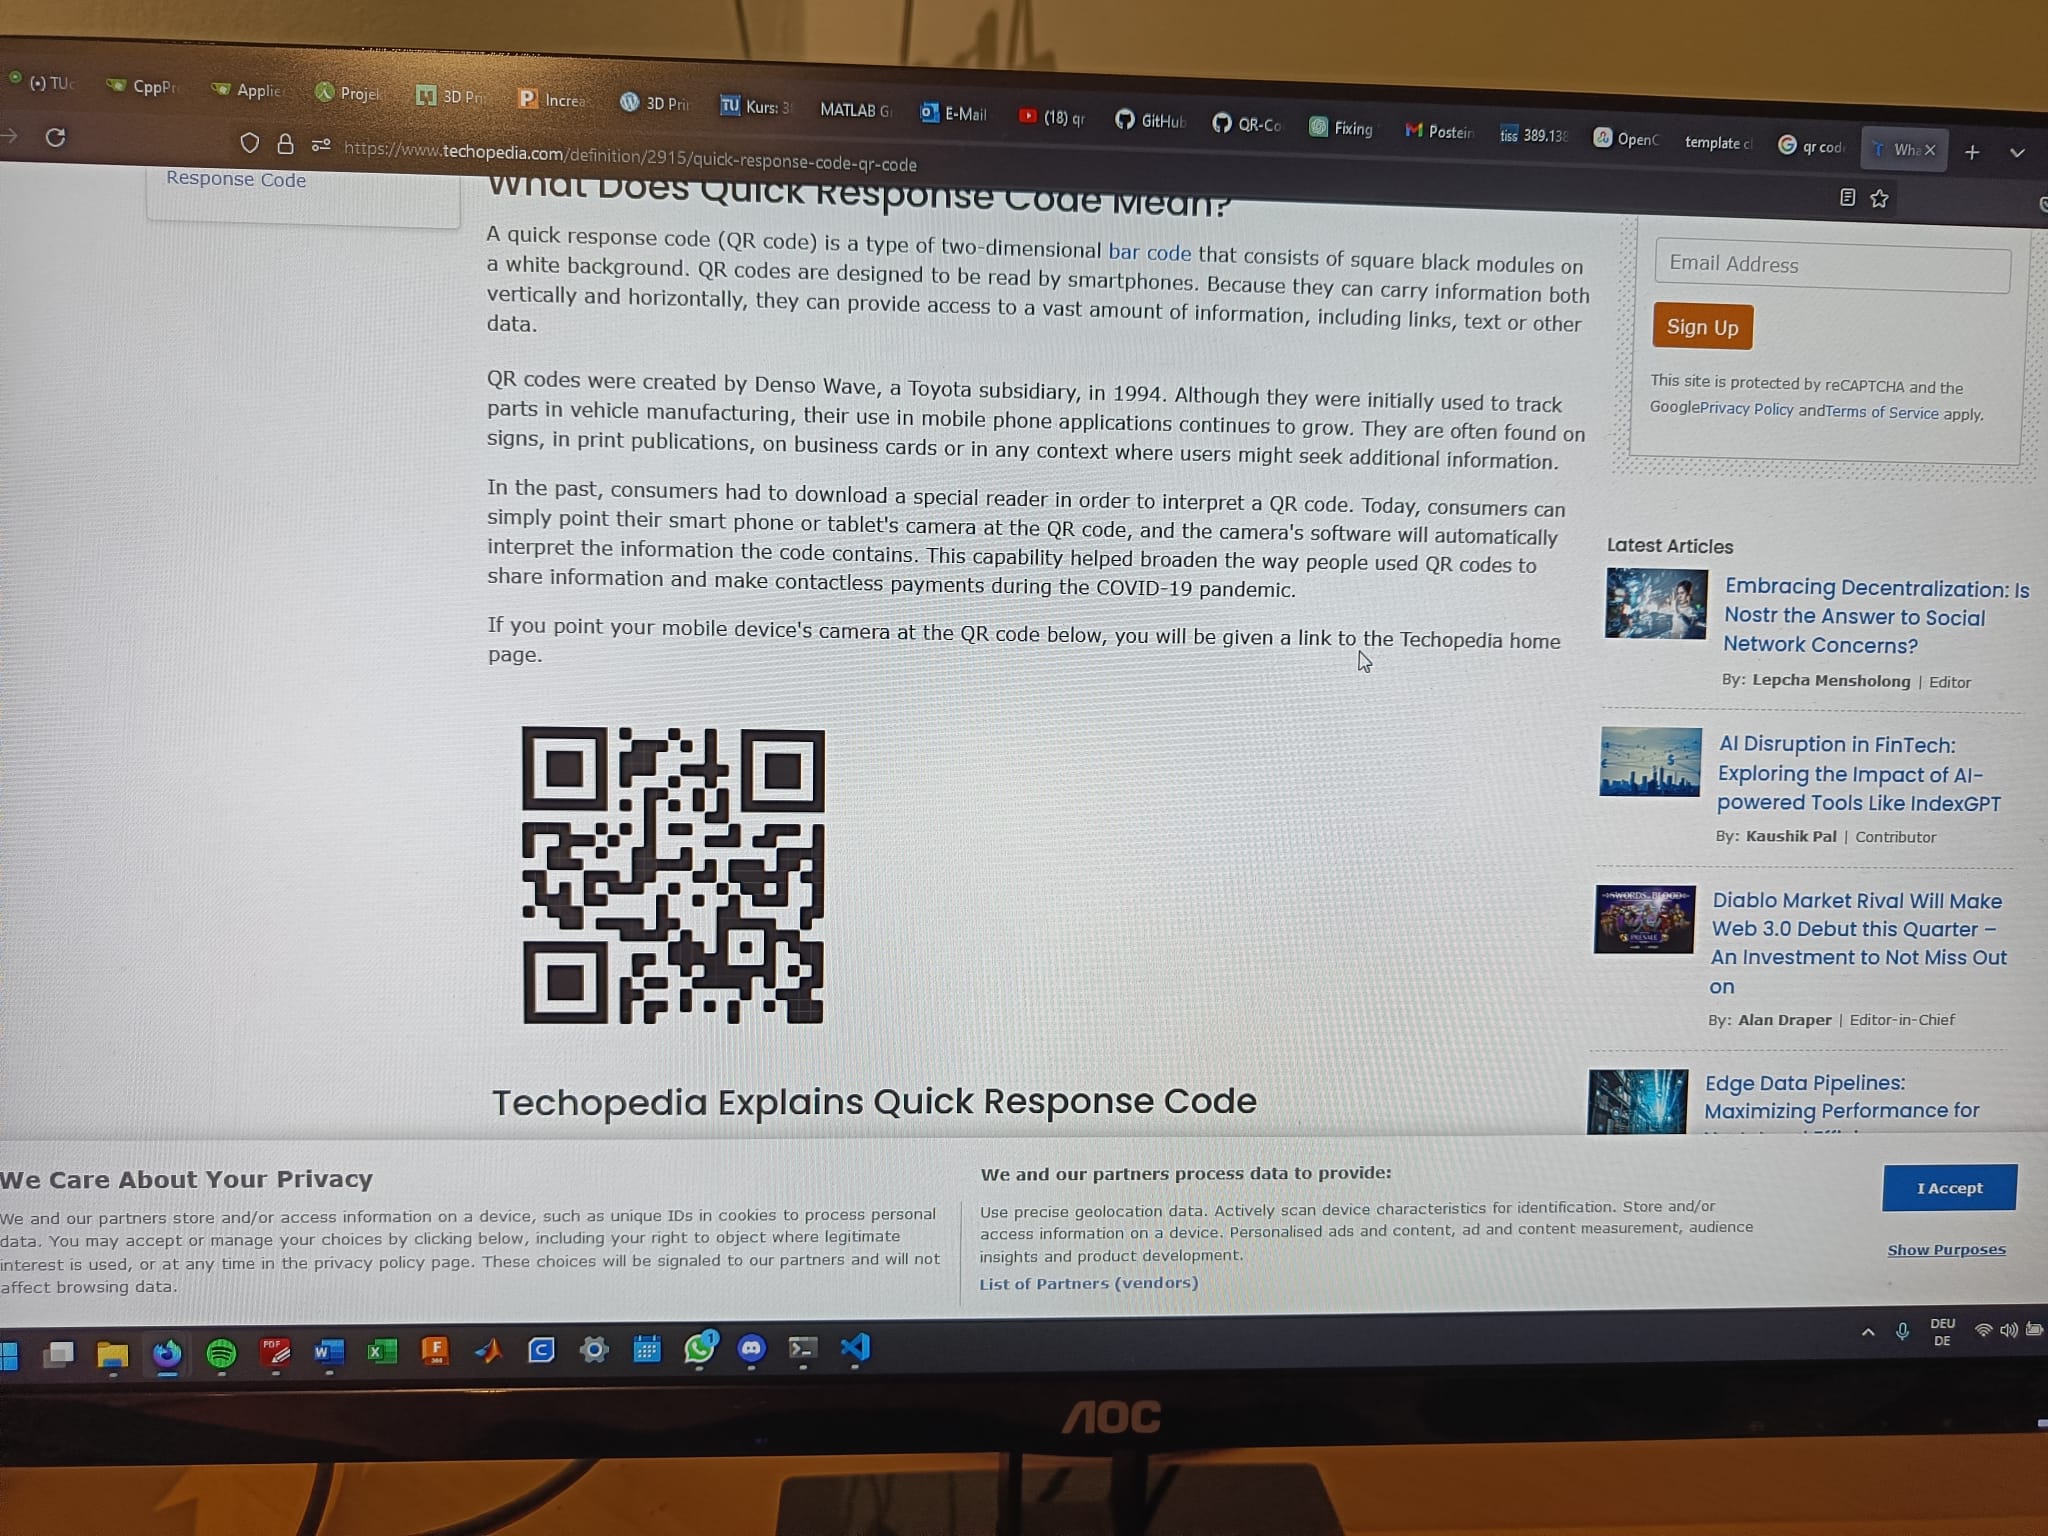 (•) TU
CppPr
Applie
Projek
3D Pri
Increa
3D Prin
Kurs: 3
MATLAB G
E-Mail
(18) qr
GitHub
QR-Co
Fixing
Postein
tiss 389.138
OpenC
template cl
qr cod
Wha
https://www.techopedia.com/definition/2915/quick-response-code-qr-code
Response Code
What Does Quick Response Code Mean?
A quick response code (QR code) is a type of two-dimensional bar code that consists of square black modules on
a white background. QR codes are designed to be read by smartphones. Because they can carry information both
vertically and horizontally, they can provide access to a vast amount of information, including links, text or other
data.
QR codes were created by Denso Wave, a Toyota subsidiary, in 1994. Although they were initially used to track
parts in vehicle manufacturing, their use in mobile phone applications continues to grow. They are often found on
signs, in print publications, on business cards or in any context where users might seek additional information.
In the past, consumers had to download a special reader in order to interpret a QR code. Today, consumers can
simply point their smart phone or tablet's camera at the QR code, and the camera's software will automatically
interpret the information the code contains. This capability helped broaden the way people used QR codes to
share information and make contactless payments during the COVID-19 pandemic.
If you point your mobile device's camera at the QR code below, you will be given a link to the Techopedia home
page.
Techopedia Explains Quick Response Code
Email Address
Sign Up
This site is protected by reCAPTCHA and the
GooglePrivacy Policy andTerms of Service apply.
Latest Articles
Embracing Decentralization: Is
Nostr the Answer to Social
Network Concerns?
By: Lepcha Mensholong | Editor
AI Disruption in FinTech:
Exploring the Impact of AI-
powered Tools Like IndexGPT
By: Kaushik Pal | Contributor
Diablo Market Rival Will Make
Web 3.0 Debut this Quarter –
An Investment to Not Miss Out
on
By: Alan Draper | Editor-in-Chief
Edge Data Pipelines:
Maximizing Performance for
We Care About Your Privacy
We and our partners store and/or access information on a device, such as unique IDs in cookies to process personal
data. You may accept or manage your choices by clicking below, including your right to object where legitimate
interest is used, or at any time in the privacy policy page. These choices will be signaled to our partners and will not
affect browsing data.
We and our partners process data to provide:
Use precise geolocation data. Actively scan device characteristics for identification. Store and/or
access information on a device. Personalised ads and content, ad and content measurement, audience
insights and product development.
List of Partners (vendors)
I Accept
Show Purposes
DEU
DE
AOC